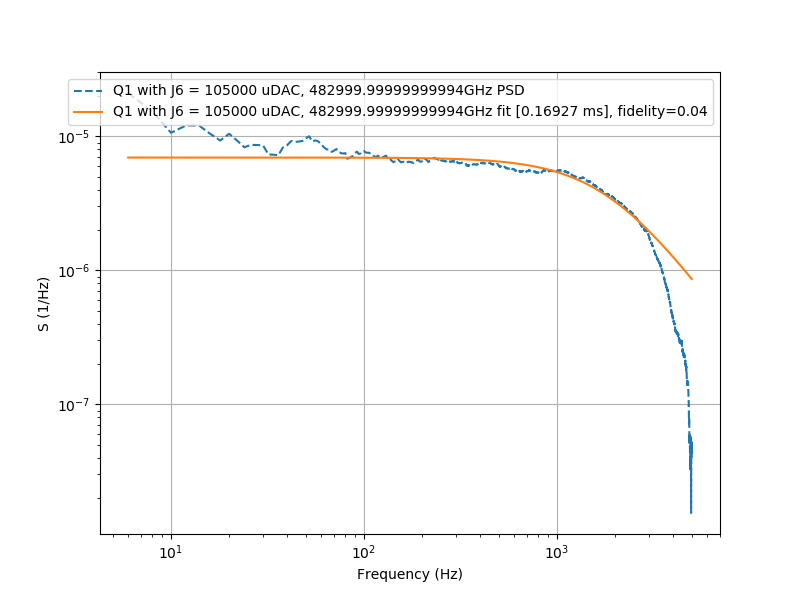 Q1 with J6 = 105000 uDAC, 482999.99999999994GHz PSD
Q1 with J6 = 105000 uDAC, 482999.99999999994GHz fit [0.16927 ms], fidelity=0.04
S (1/Hz)
10⁻⁵
10⁻⁶
10⁻⁷
10¹ 10² 10³
Frequency (Hz)